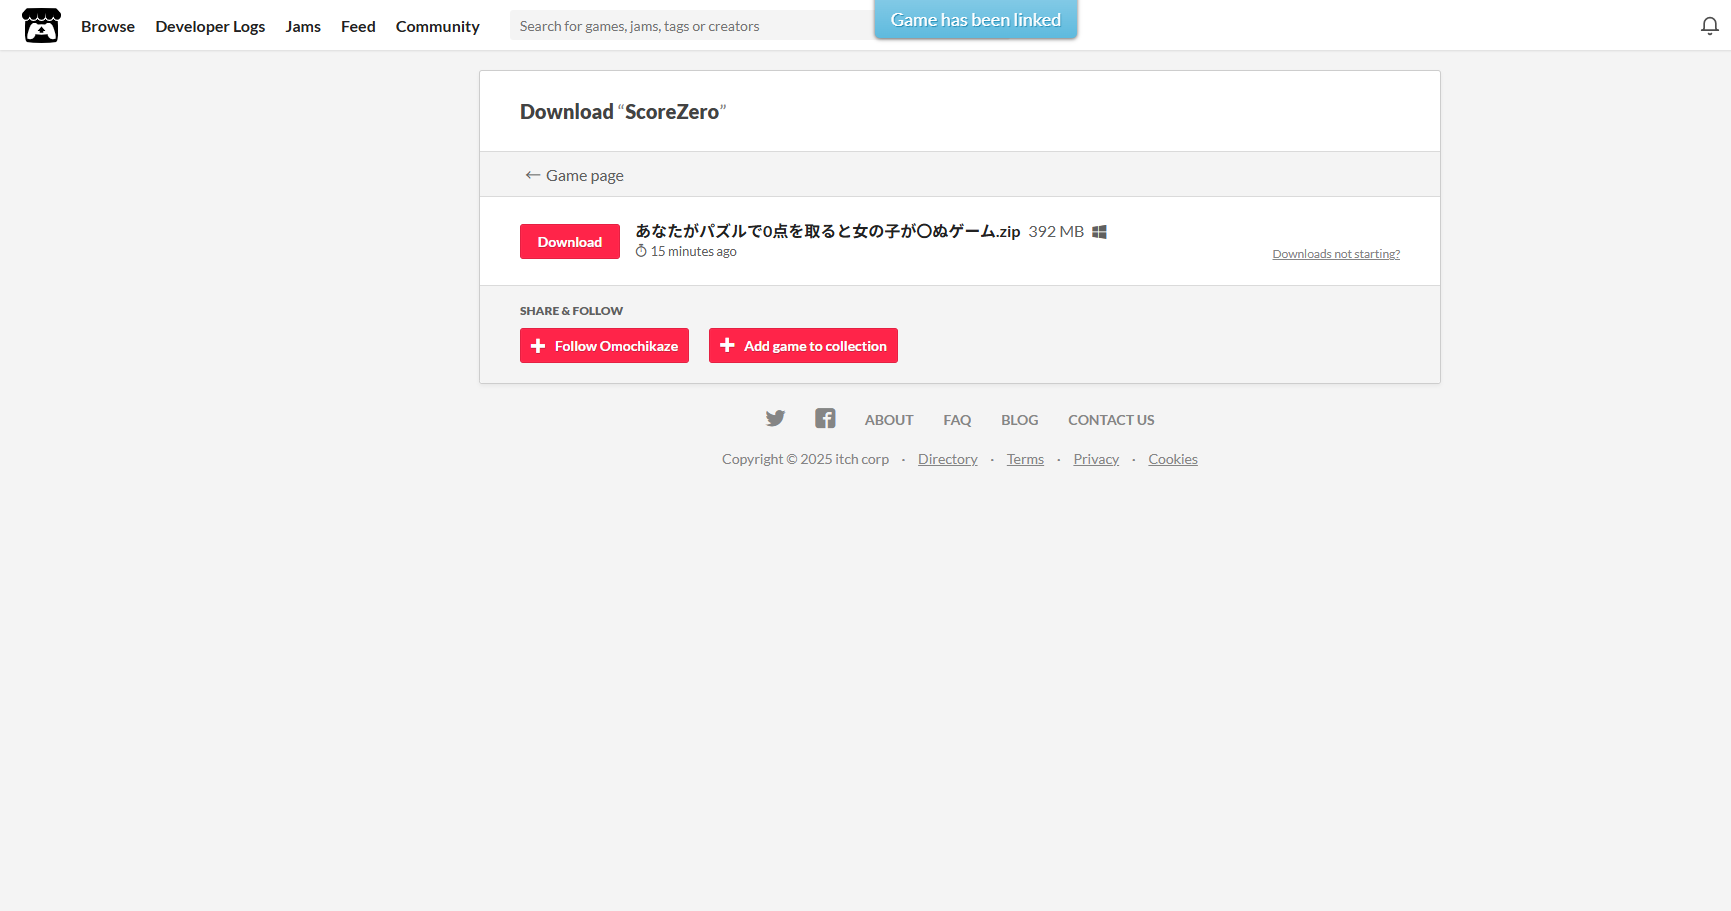 Browse Developer Logs Jams Feed Community Search for games, jams, tags or creators Game has been linked
Download “ScoreZero”
← Game page
Download あなたがパズルで0点を取ると女の子が〇ぬゲーム.zip 392 MB
15 minutes ago
Downloads not starting?
SHARE & FOLLOW
Follow Omochikaze Add game to collection
ABOUT FAQ BLOG CONTACT US
Copyright © 2025 itch corp · Directory · Terms · Privacy · Cookies